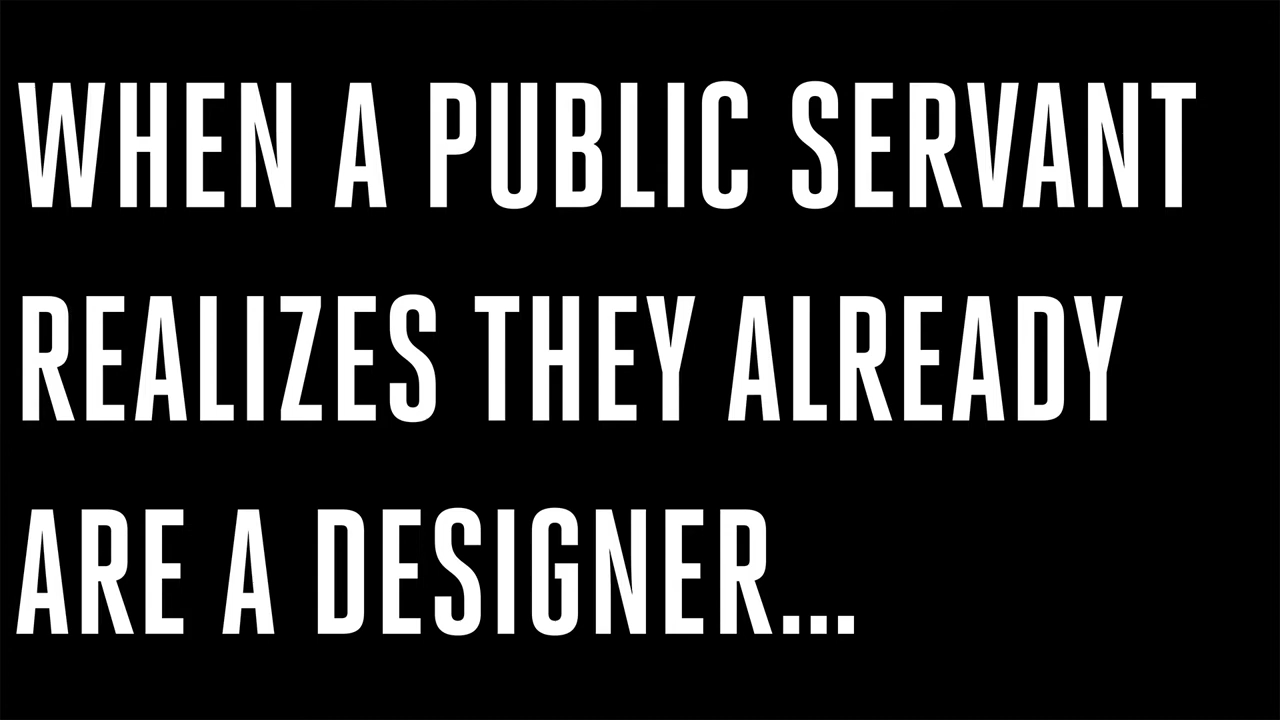 WHEN A PUBLIC SERVANT
REALIZES THEY ALREADY
ARE A DESIGNER...